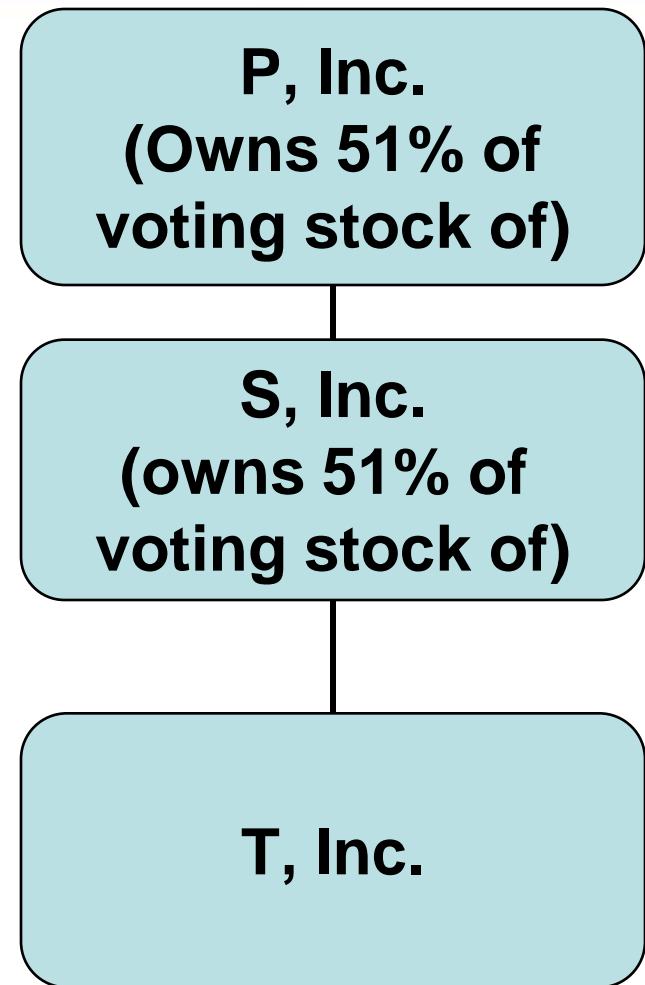 P, Inc.
(Owns 51% of
voting stock of)
S, Inc.
(owns 51% of
voting stock of)
T, Inc.